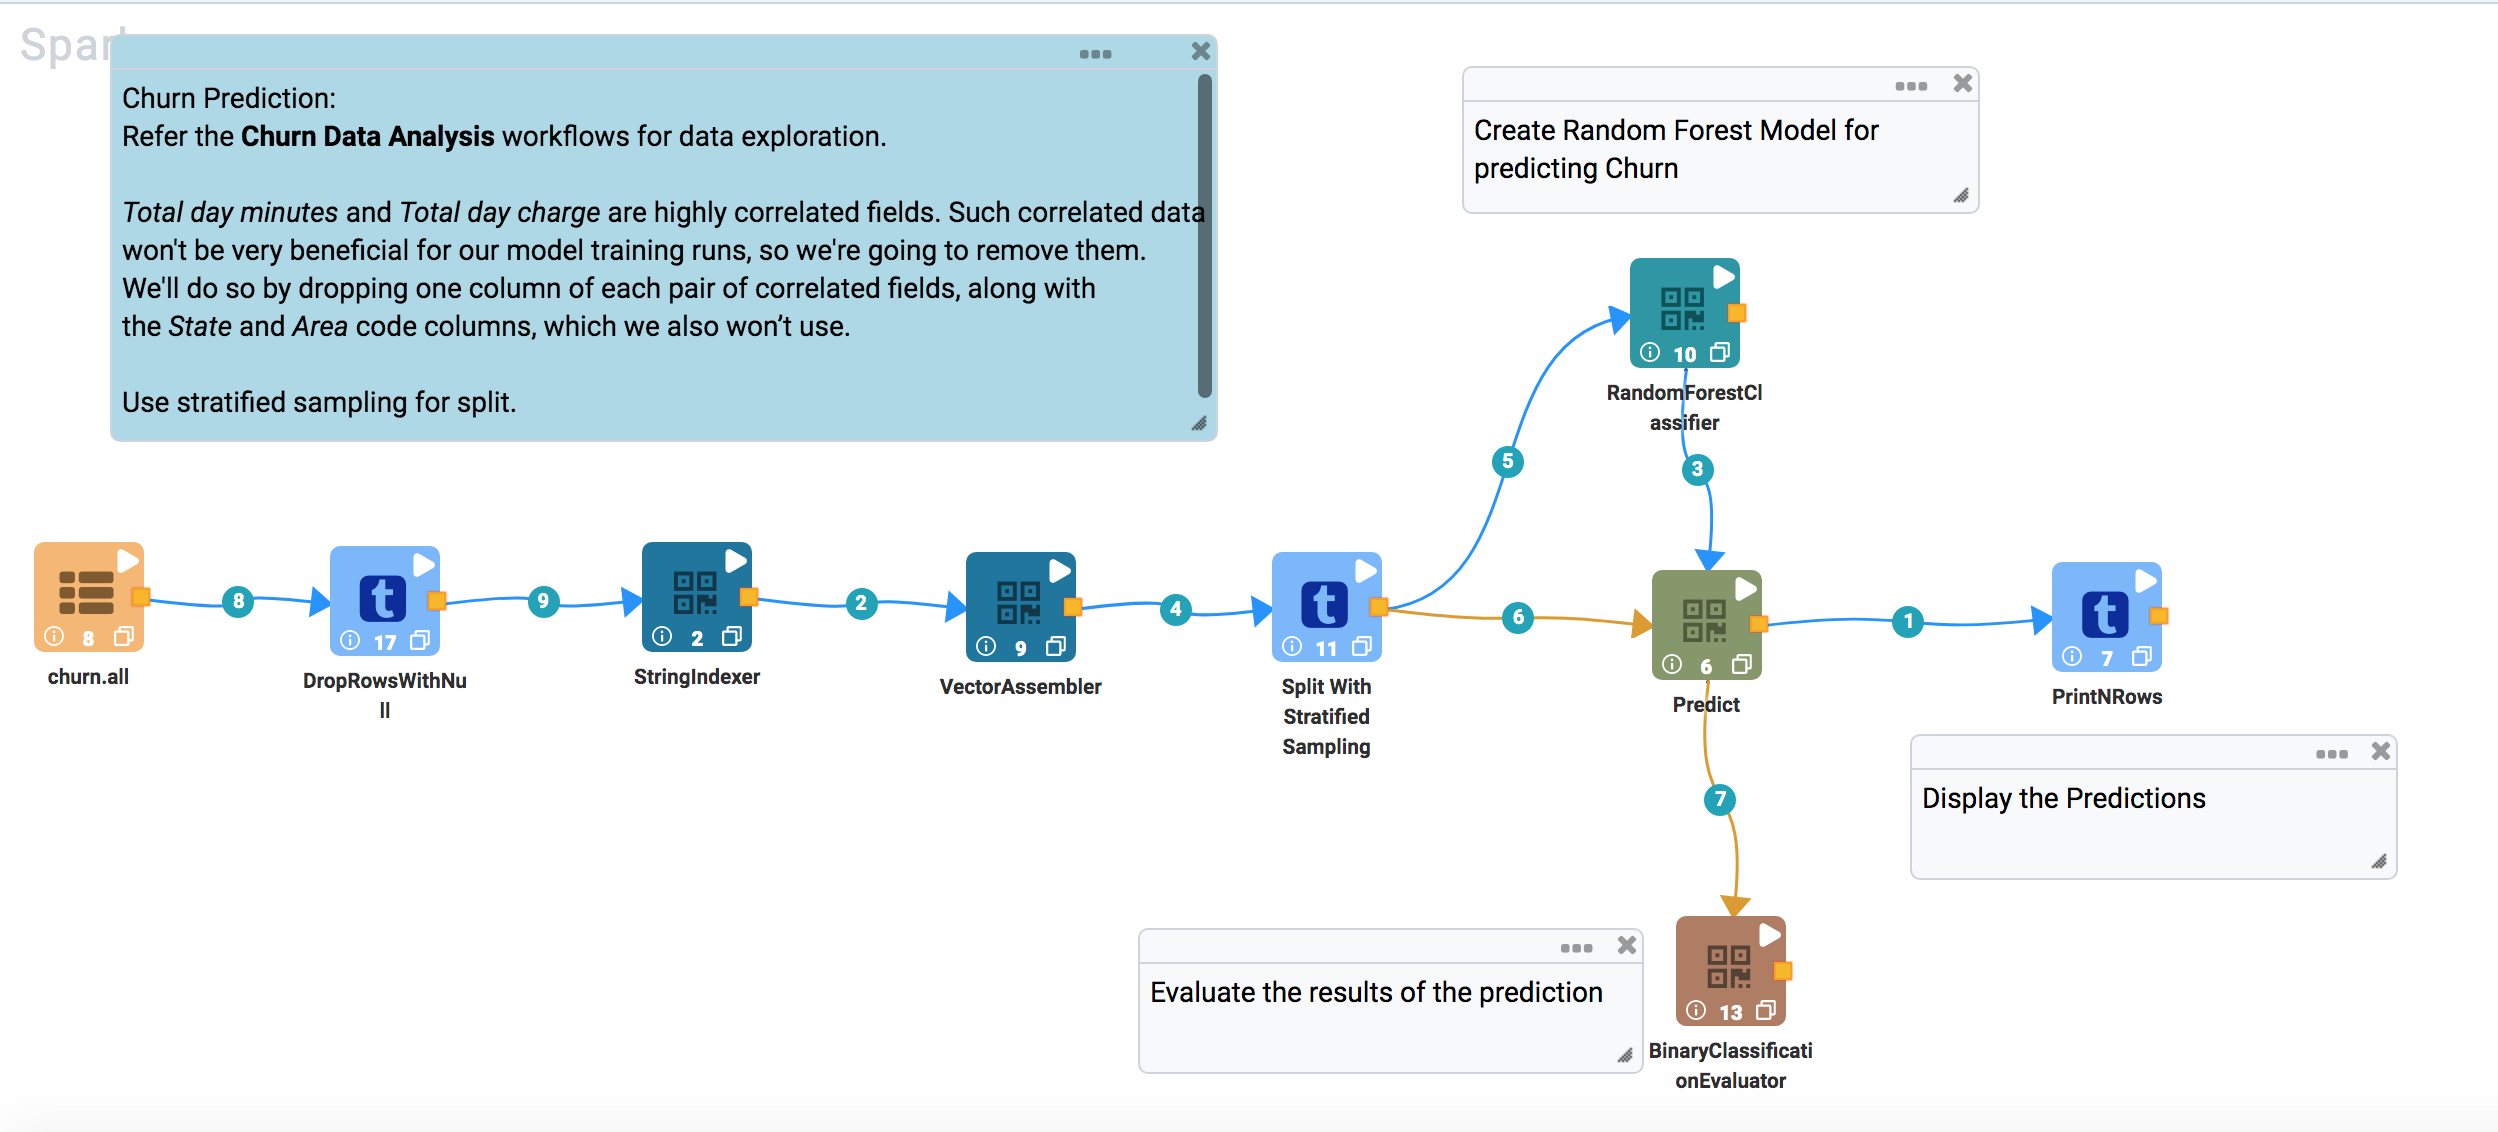 Churn Prediction:
Refer the Churn Data Analysis workflows for data exploration.
Total day minutes and Total day charge are highly correlated fields. Such correlated data
won't be very beneficial for our model training runs, so we're going to remove them.
We'll do so by dropping one column of each pair of correlated fields, along with
the State and Area code columns, which we also won’t use.
Use stratified sampling for split.
Create Random Forest Model for
predicting Churn
10
RandomForestCl
assifier
5
3
8
churn.all
8
17
DropRowsWithNu
ll
9
2
StringIndexer
2
9
VectorAssembler
4
11
Split With
Stratified
Sampling
6
6
Predict
1
7
PrintNRows
7
Display the Predictions
Evaluate the results of the prediction
13
BinaryClassificati
onEvaluator